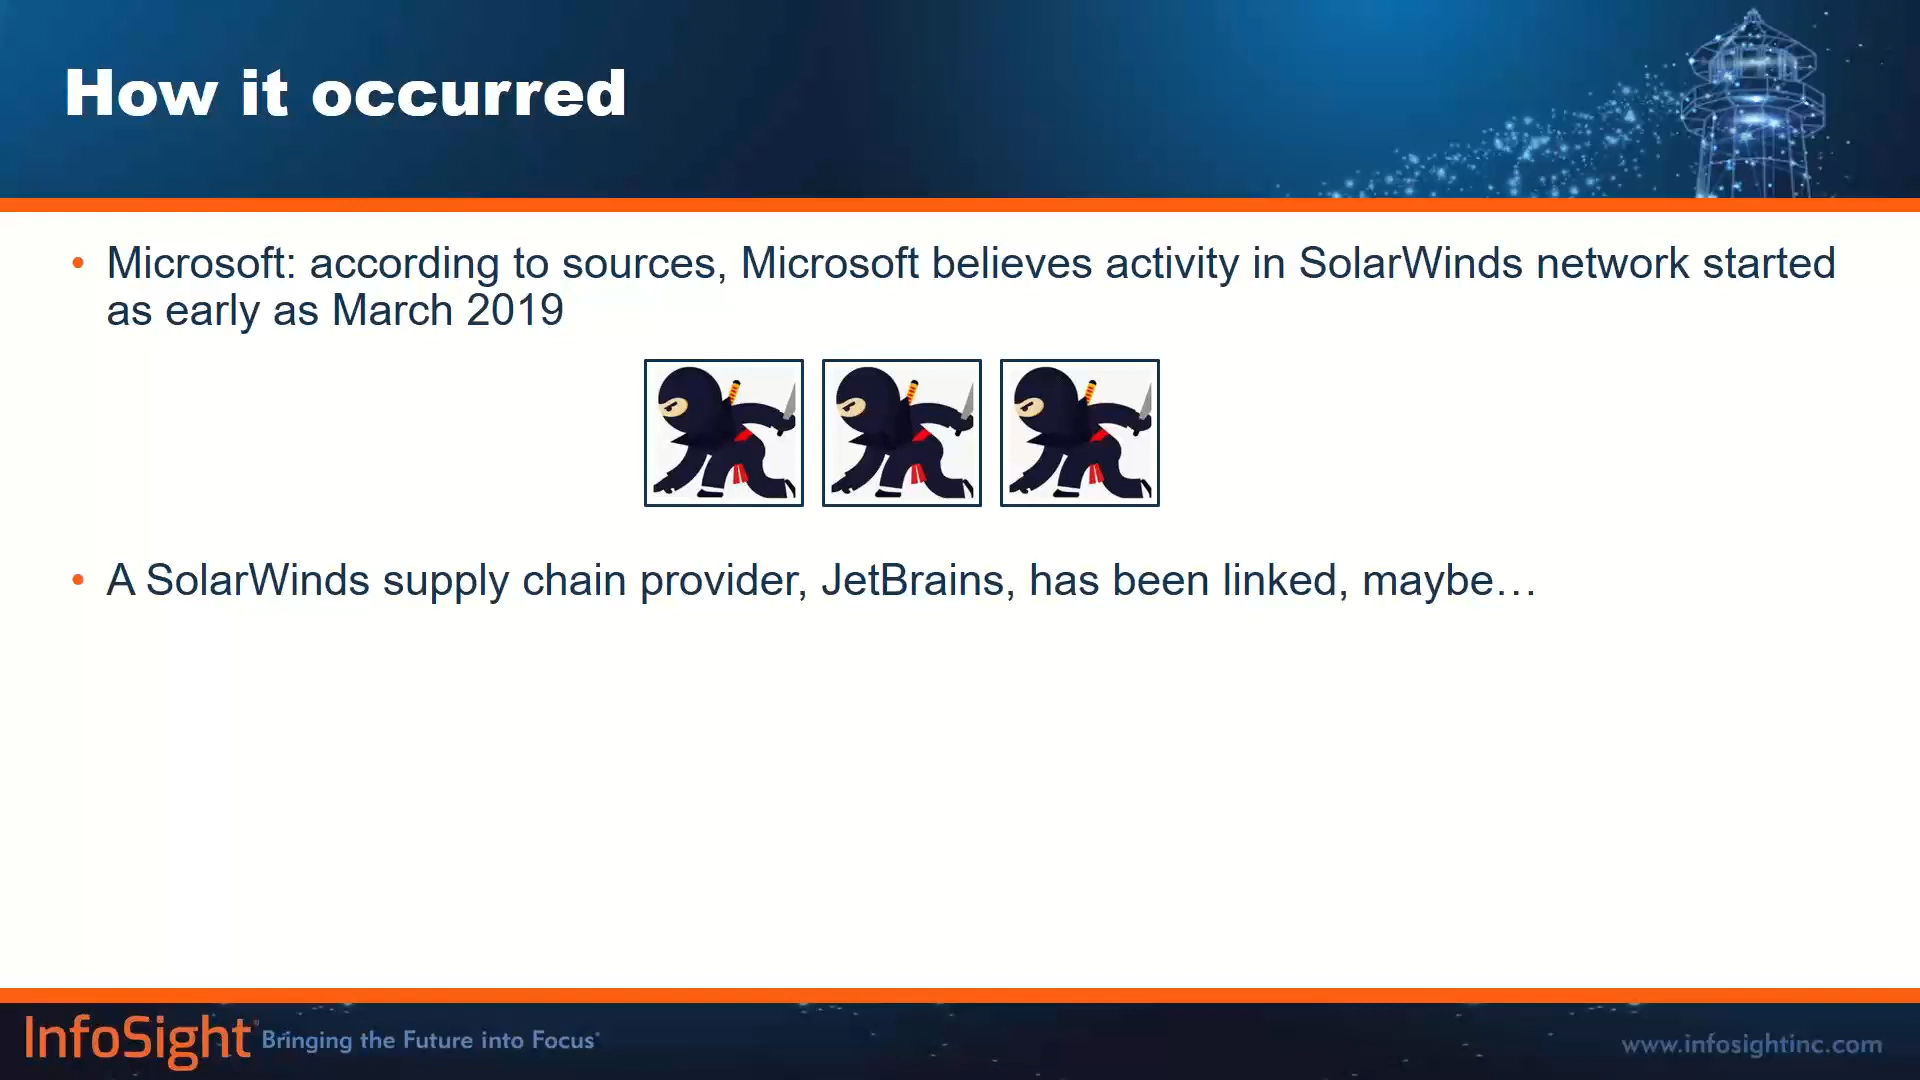 How it occurred
• Microsoft: according to sources, Microsoft believes activity in SolarWinds network started
as early as March 2019
• A SolarWinds supply chain provider, JetBrains, has been linked, maybe…
InfoSight® Bringing the Future into Focus®
www.infosightinc.com